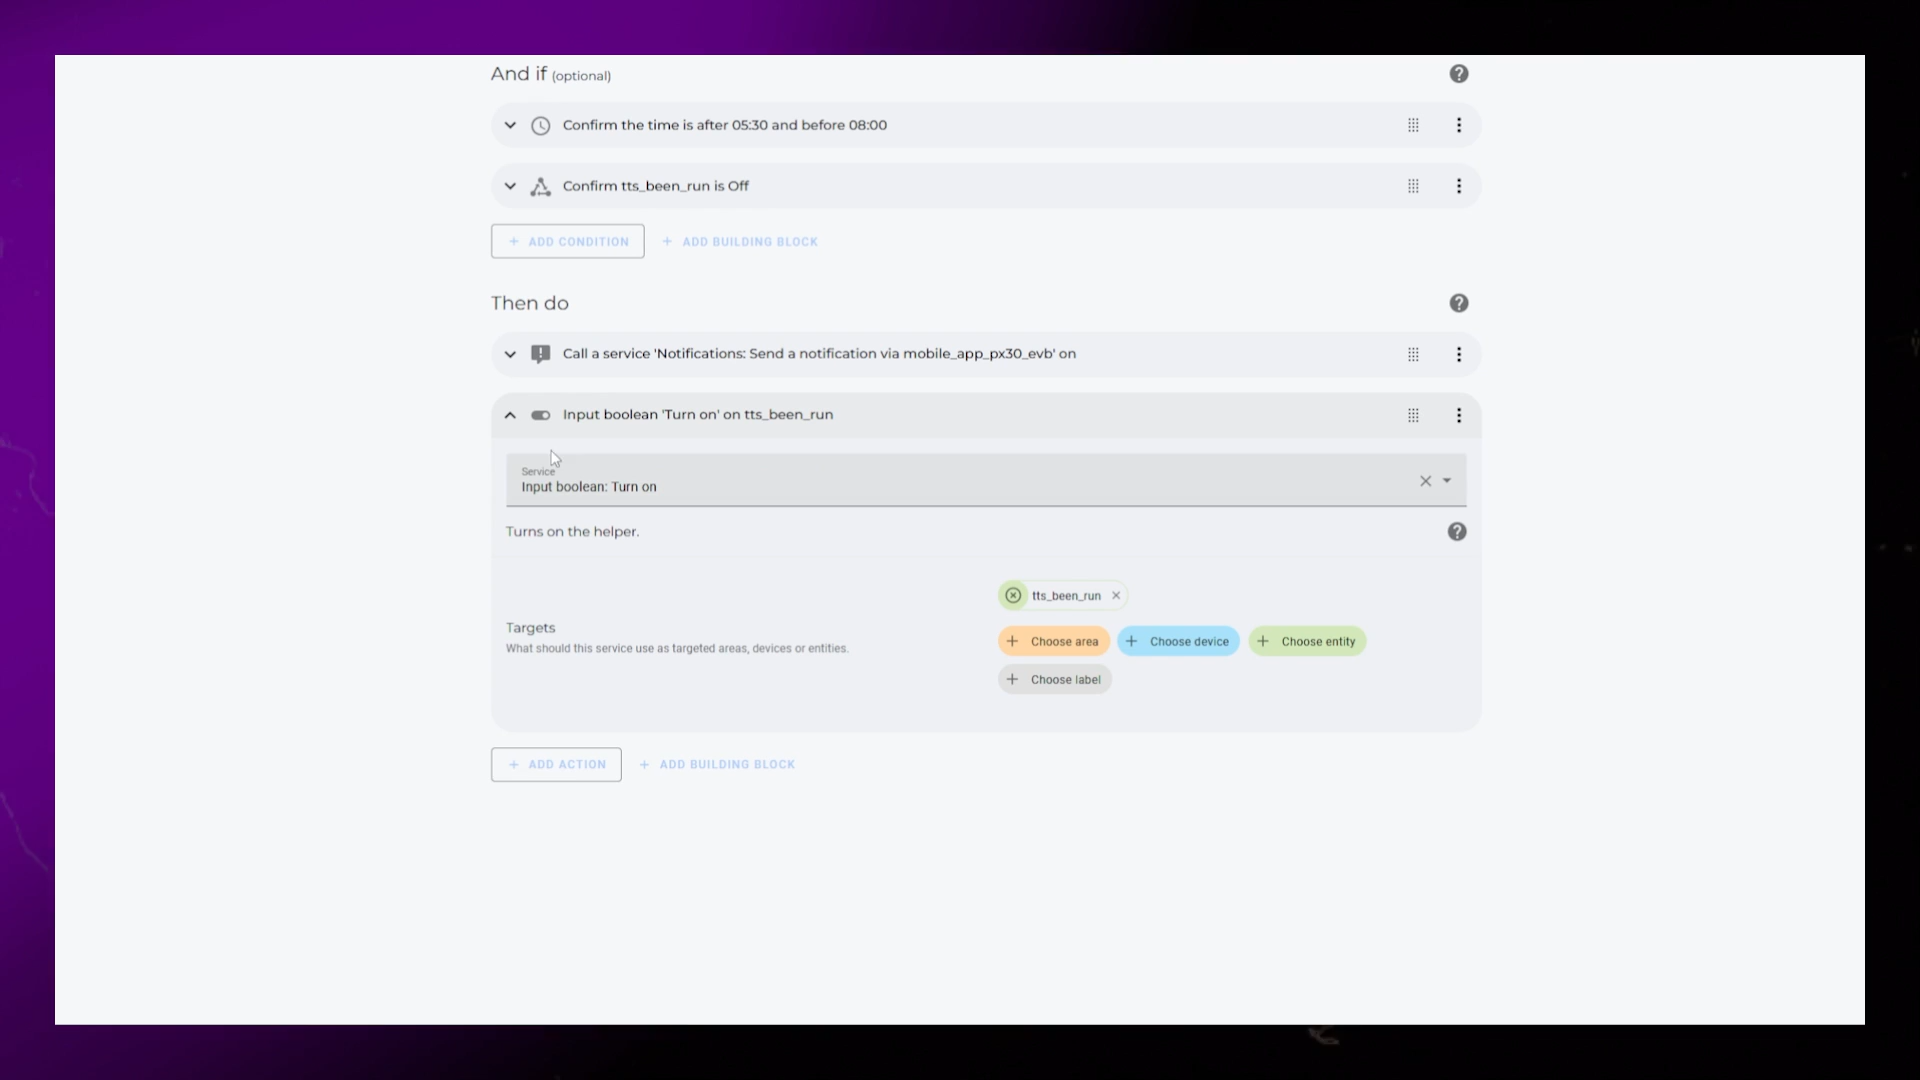 And if (optional)
Confirm the time is after 05:30 and before 08:00
Confirm tts_been_run is Off
+ ADD CONDITION + ADD BUILDING BLOCK
Then do
Call a service 'Notifications: Send a notification via mobile_app_px30_evb' on
Input boolean 'Turn on' on tts_been_run
Service
Input boolean: Turn on
Turns on the helper.
tts_been_run
Targets
What should this service use as targeted areas, devices or entities.
+ Choose area + Choose device + Choose entity
+ Choose label
+ ADD ACTION + ADD BUILDING BLOCK